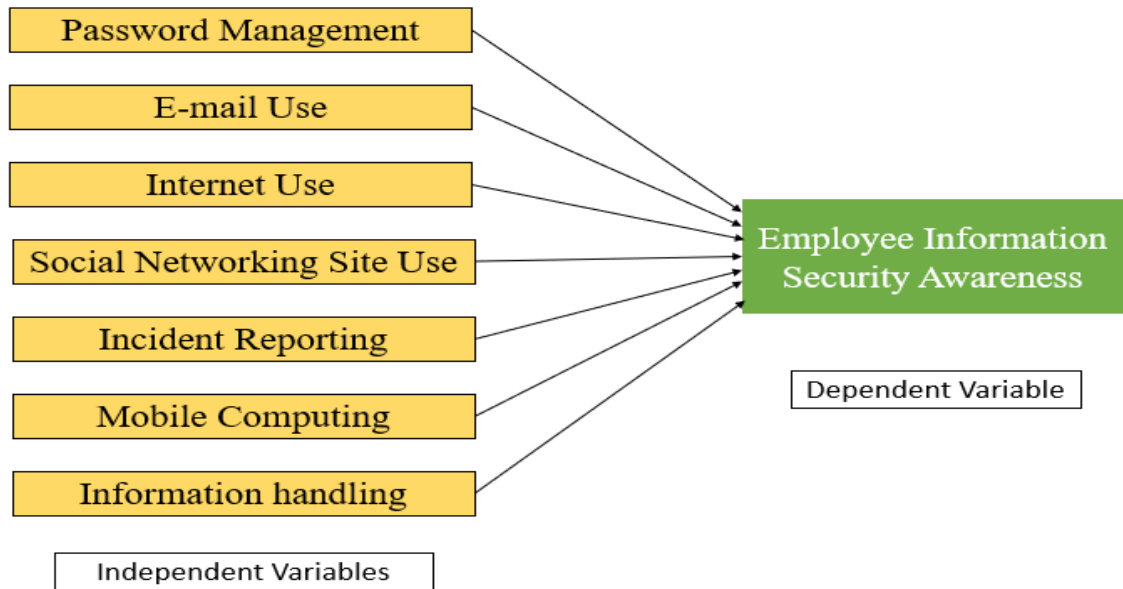 Password Management
E-mail Use
Internet Use
Social Networking Site Use
Incident Reporting
Mobile Computing
Information handling
Independent Variables
Employee Information
Security Awareness
Dependent Variable